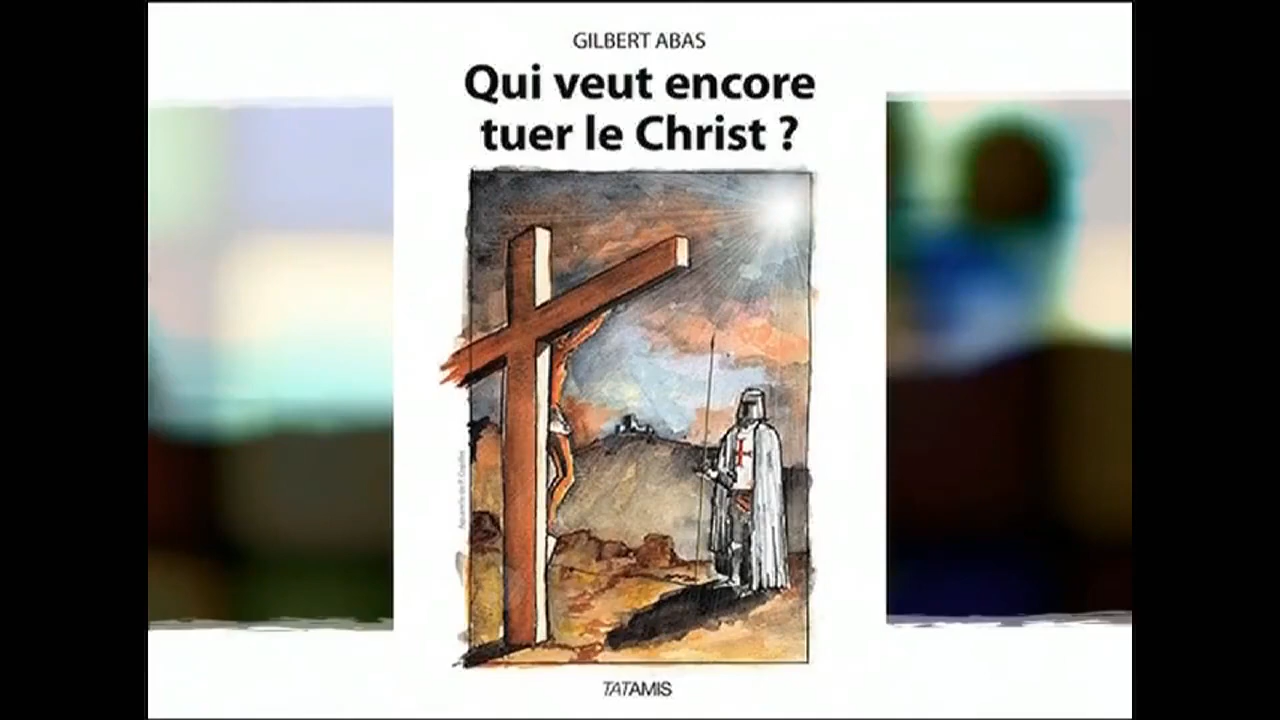 GILBERT ABAS
Qui veut encore
tuer le Christ ?
TATAMIS